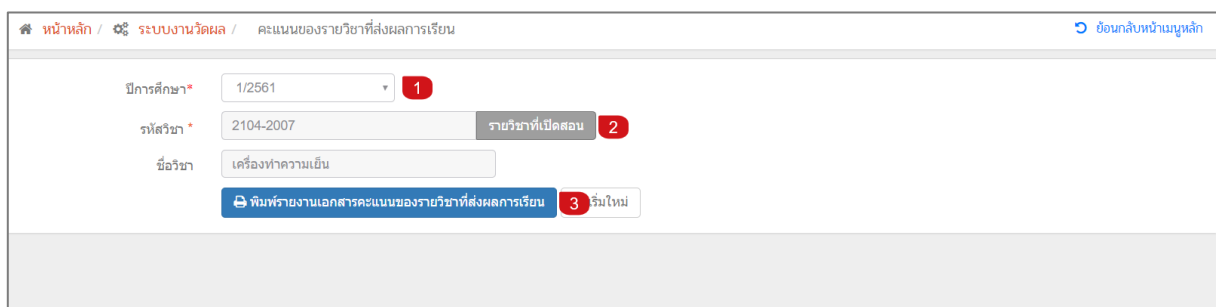 หน้าหลัก / ระบบงานวัดผล / คะแนนของรายวิชาที่ส่งผลการเรียน ย้อนกลับหน้าเมนูหลัก
ปีการศึกษา* 1/2561 1
รหัสวิชา * 2104-2007 รายวิชาที่เปิดสอน 2
ชื่อวิชา เครื่องทำความเย็น
พิมพ์รายงานเอกสารคะแนนของรายวิชาที่ส่งผลการเรียน 3 เริ่มใหม่